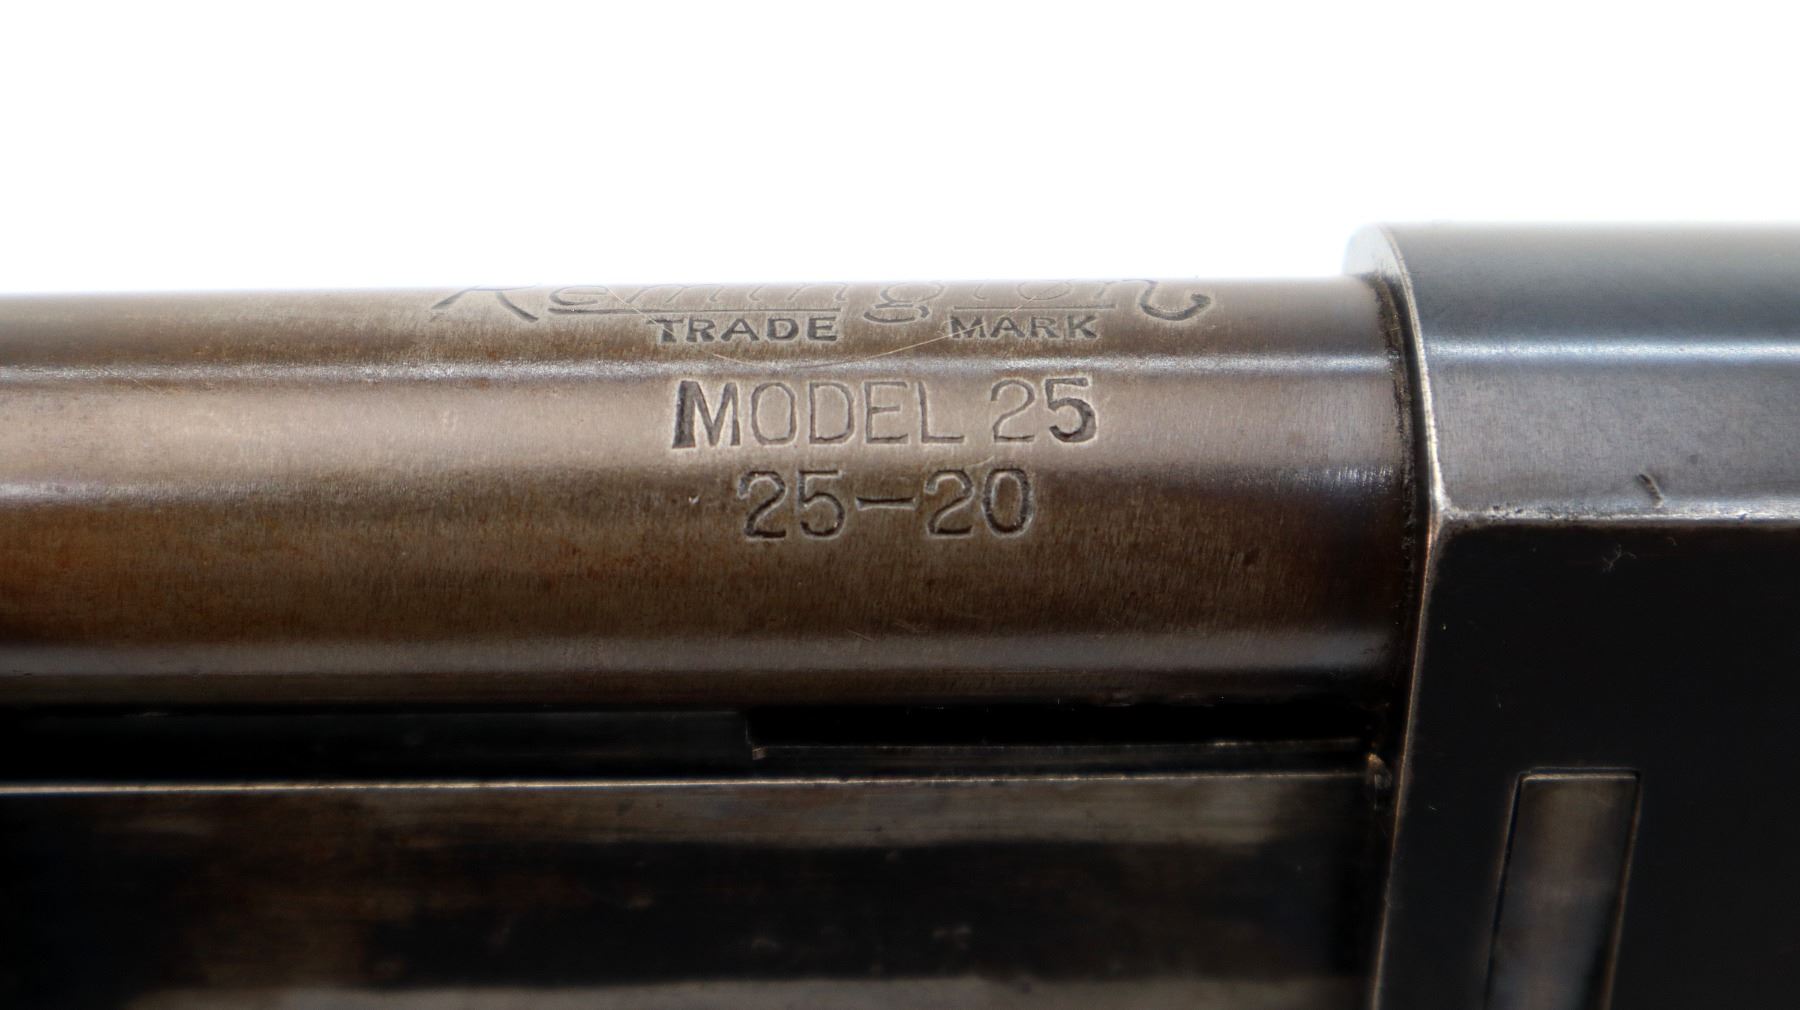 Remington
TRADE MARK
MODEL 25
25-20